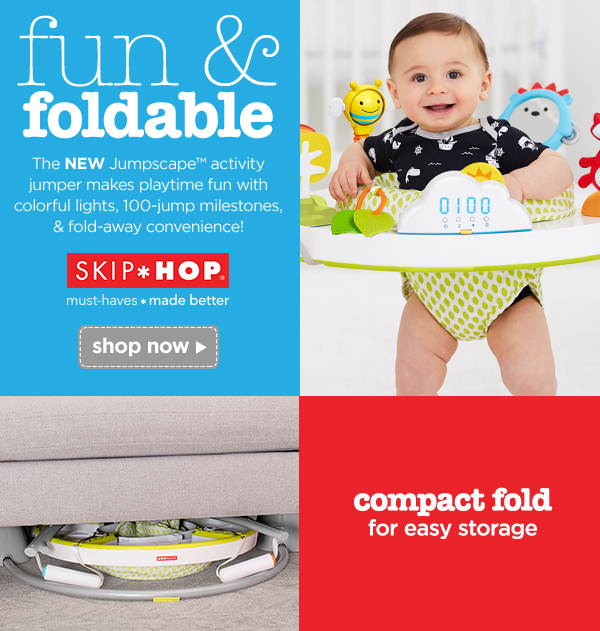 fun &
foldable
The NEW Jumpscape™ activity
jumper makes playtime fun with
colorful lights, 100-jump milestones,
& fold-away convenience!
SKIP*HOP®
must-haves * made better
shop now ▶
0100
compact fold
for easy storage